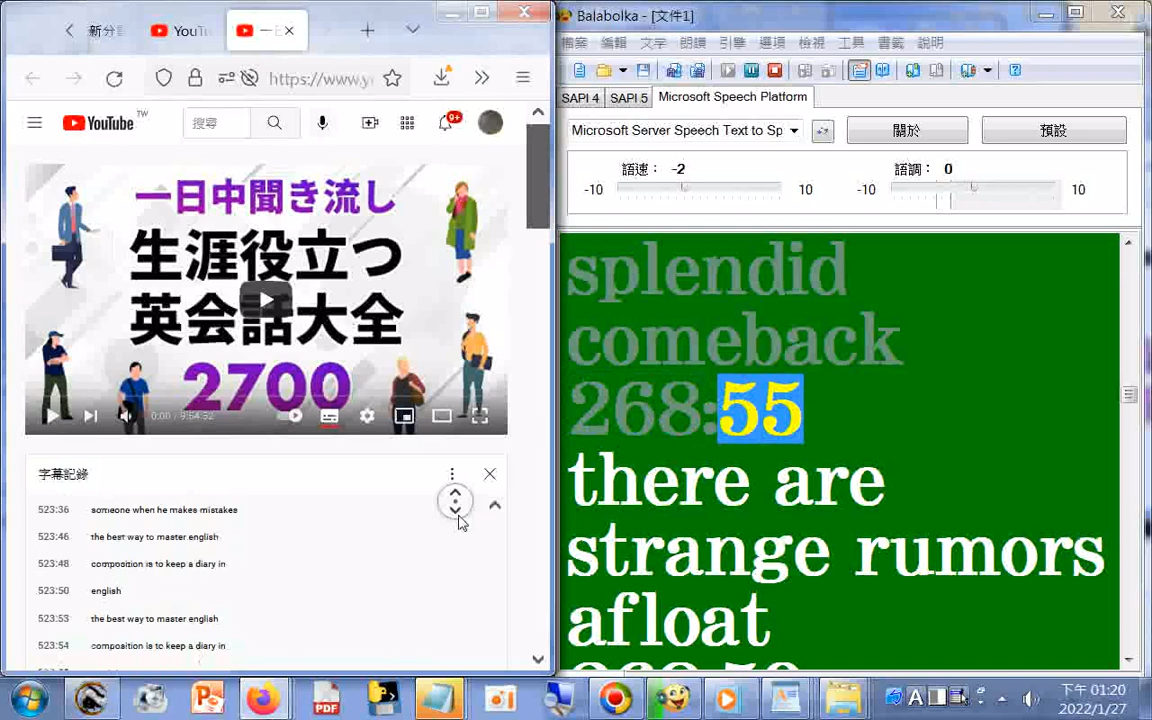 Balabolka - [文件1]
新分
YouTu
一 E
https://www.y
檔案 編輯 文字 朗讀 引擎 選項 檢視 工具 書籤 說明
SAPI 4 SAPI 5 Microsoft Speech Platform
Microsoft Server Speech Text to Sp
關於
預設
YouTube TW
搜尋
9+
語速： -2
-10 10
語調： 0
-10 10
一日中聞き流し
生涯役立つ
英会話大全
2700
0:00 / 9:54:32
字幕記錄
523:36 someone when he makes mistakes
523:46 the best way to master english
523:48 composition is to keep a diary in
523:50 english
523:53 the best way to master english
523:54 composition is to keep a diary in
splendid
comeback
268:55
there are
strange rumors
afloat
PDF
下午 01:20
2022/1/27